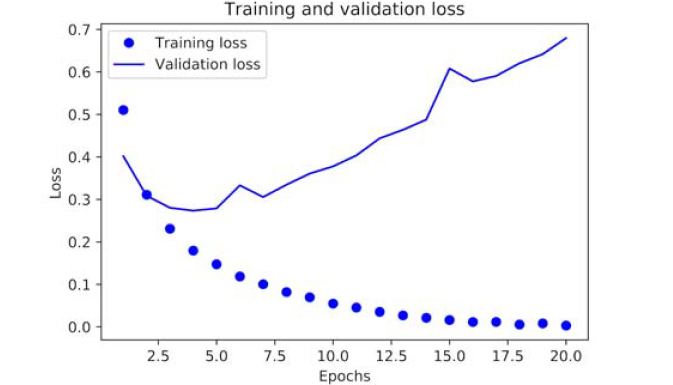 Training and validation loss
0.7
Training loss
Validation loss
0.6
0.5
0.4
0.3
0.2
0.1
0.0
Loss
2.5 5.0 7.5 10.0 12.5 15.0 17.5 20.0
Epochs